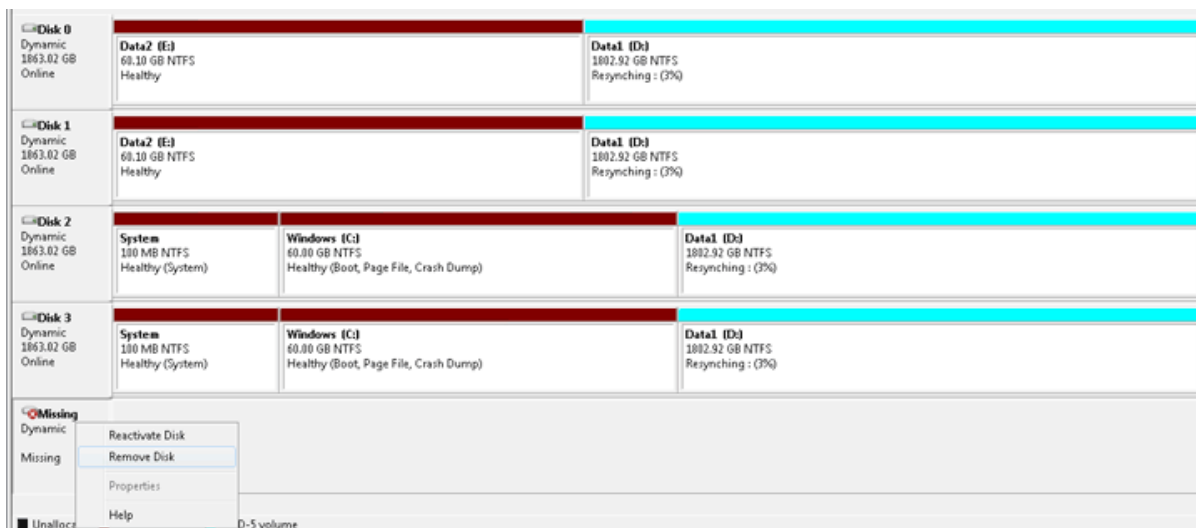 Disk 0
Dynamic
1863.02 GB
Online
Data2 (E:)
60.10 GB NTFS
Healthy
Data1 (D:)
1802.92 GB NTFS
Resynching : (3%)
Disk 1
Dynamic
1863.02 GB
Online
Data2 (E:)
60.10 GB NTFS
Healthy
Data1 (D:)
1802.92 GB NTFS
Resynching : (3%)
Disk 2
Dynamic
1863.02 GB
Online
System
100 MB NTFS
Healthy (System)
Windows (C:)
60.00 GB NTFS
Healthy (Boot, Page File, Crash Dump)
Data1 (D:)
1802.92 GB NTFS
Resynching : (3%)
Disk 3
Dynamic
1863.02 GB
Online
System
100 MB NTFS
Healthy (System)
Windows (C:)
60.00 GB NTFS
Healthy (Boot, Page File, Crash Dump)
Data1 (D:)
1802.92 GB NTFS
Resynching : (3%)
Missing
Dynamic
Missing
Reactivate Disk
Remove Disk
Properties
Help
Unalloca
D-5 volume